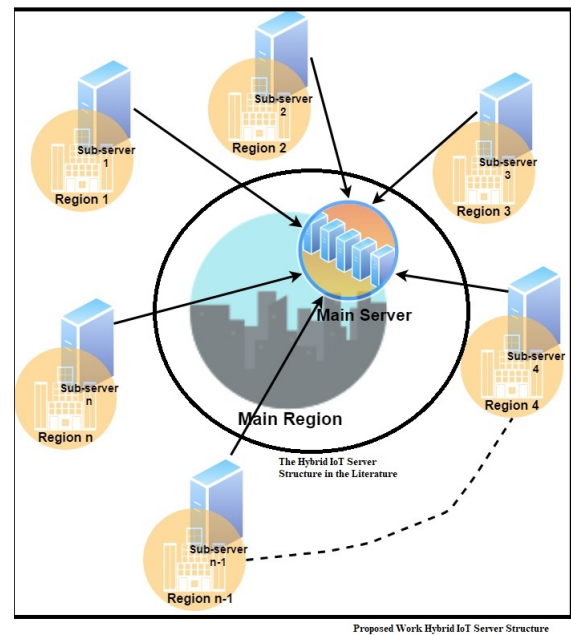 Sub-server
2
Region 2
Sub-server
1
Region 1
Sub-server
3
Region 3
Main Server
Sub-server
4
Region 4
Sub-server
n
Region n
Main Region
The Hybrid IoT Server
Structure in the Literature
Sub-server
n-1
Region n-1
Proposed Work Hybrid IoT Server Structure